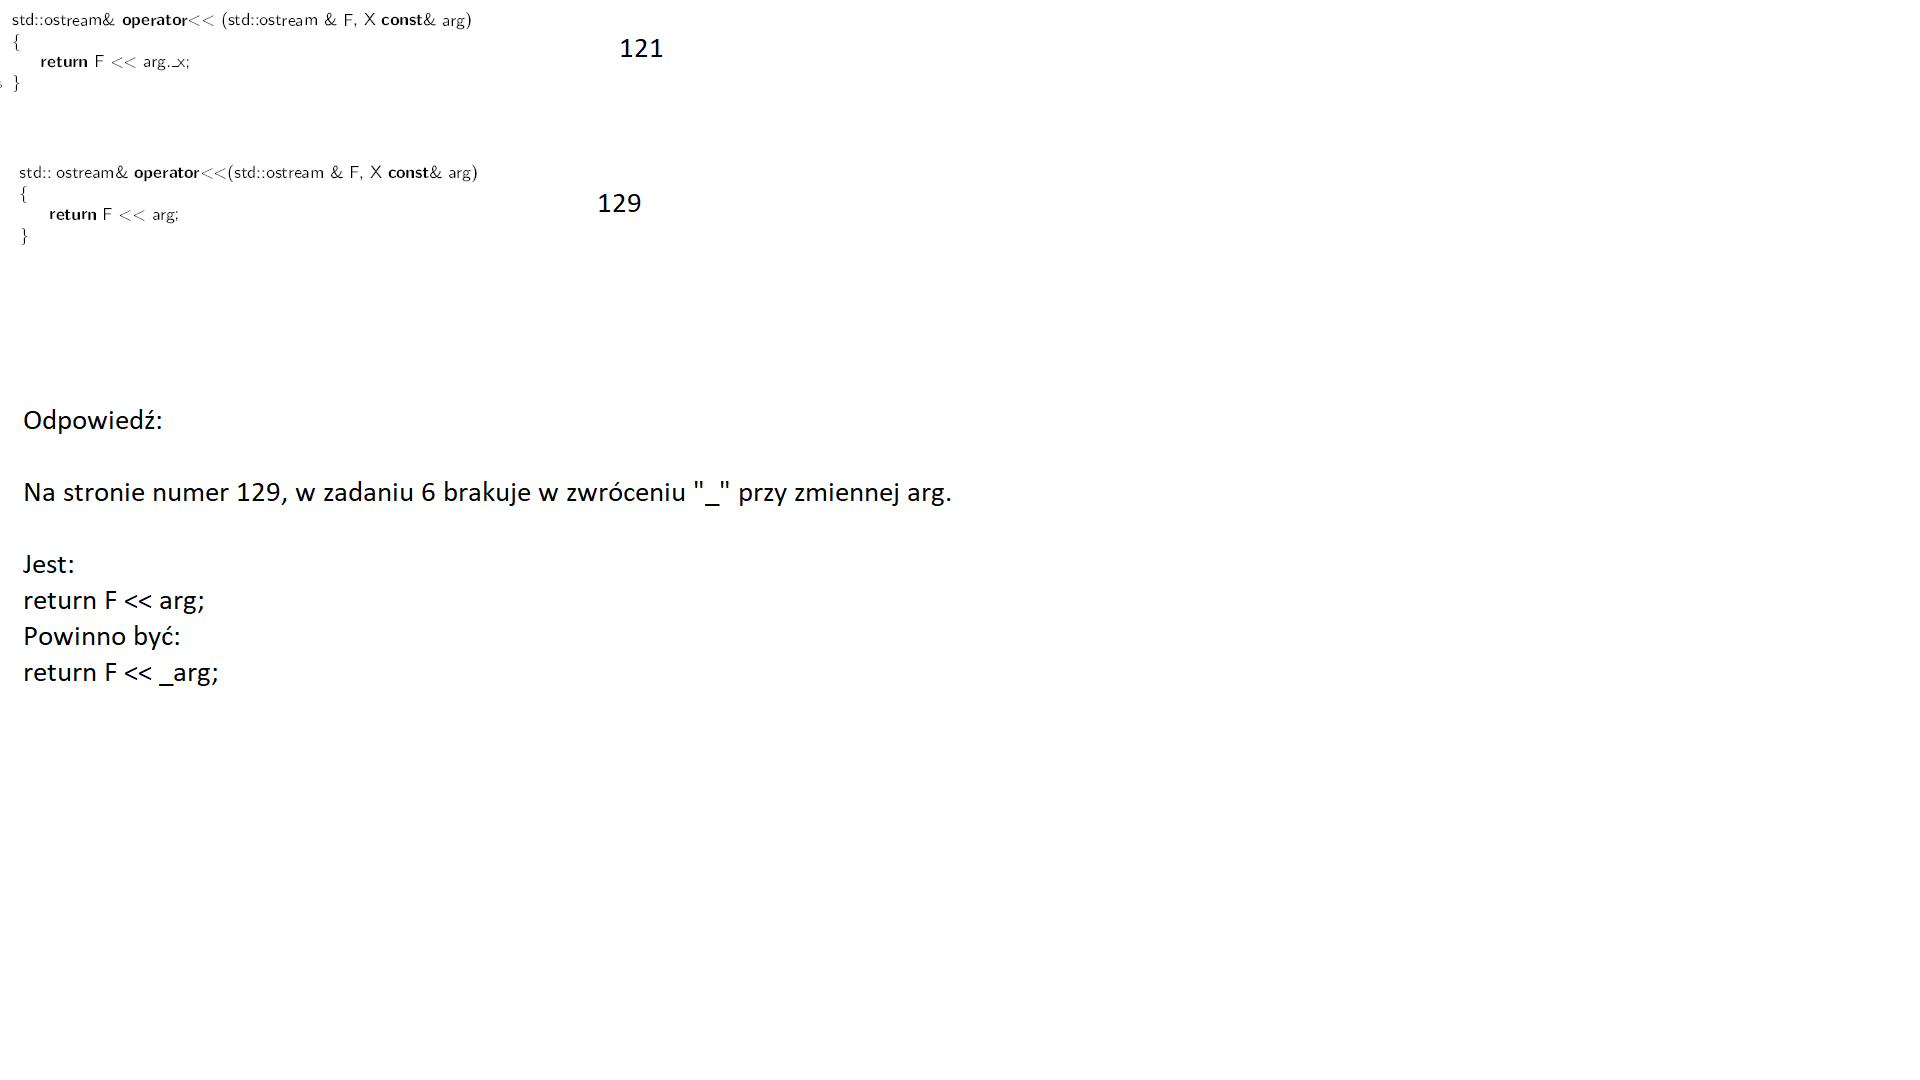 std::ostream& operator<< (std::ostream & F, X const& arg)
{
return F << arg._x;
}
121
std:: ostream& operator<<(std::ostream & F, X const& arg)
{
return F << arg;
}
129
Odpowiedź:
Na stronie numer 129, w zadaniu 6 brakuje w zwróceniu "_" przy zmiennej arg.
Jest:
return F << arg;
Powinno być:
return F << _arg;